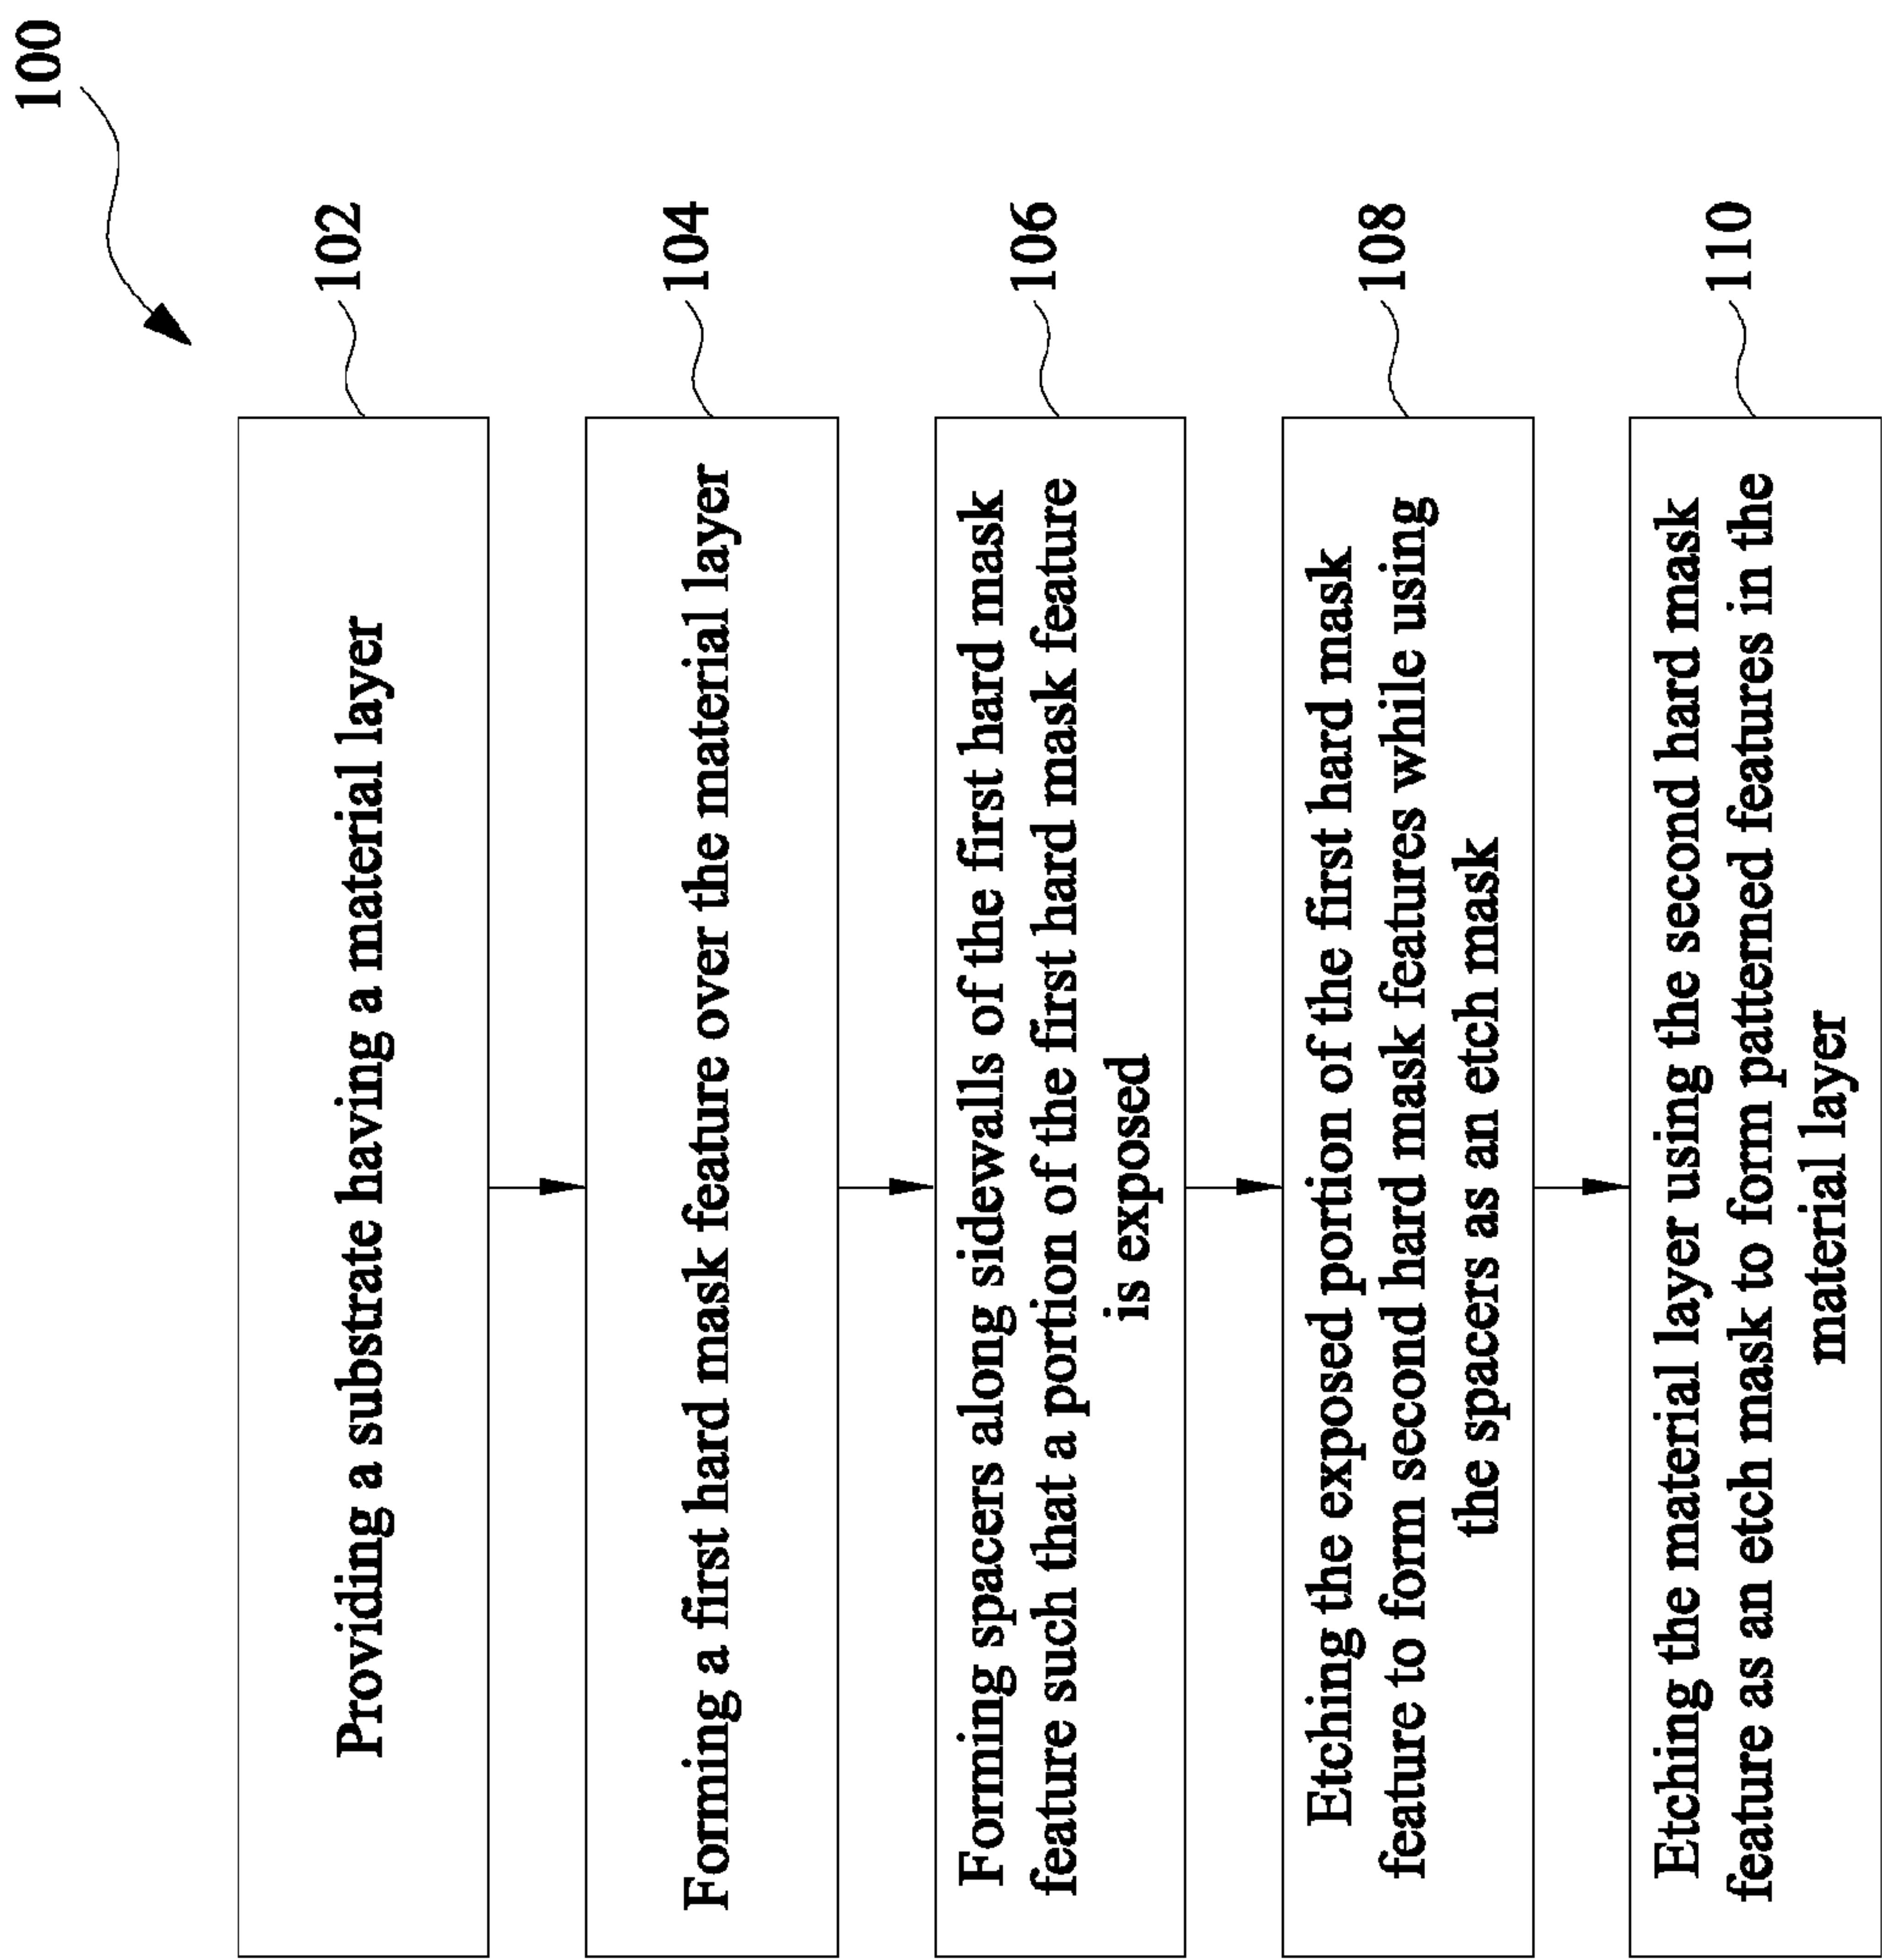 100
Providing a substrate having a material layer
102
Forming a first hard mask feature over the material layer
104
Forming spacers along sidewalls of the first hard mask
feature such that a portion of the first hard mask feature
is exposed
106
Etching the exposed portion of the first hard mask
feature to form second hard mask features while using
the spacers as an etch mask
108
Etching the material layer using the second hard mask
feature as an etch mask to form patterned features in the
material layer
110